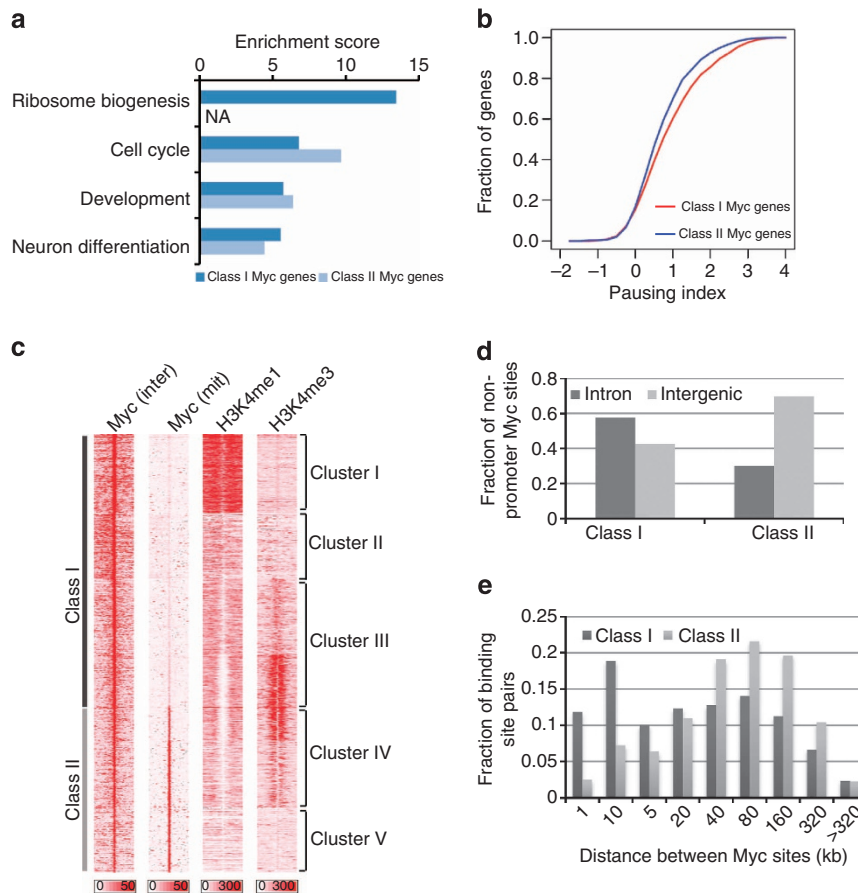 a
Enrichment score
0 5 10 15
Ribosome biogenesis
NA
Cell cycle
Development
Neuron differentiation
Class I Myc genes Class II Myc genes
b
Fraction of genes
1.0
0.8
0.6
0.4
0.2
0.0
Class I Myc genes
Class II Myc genes
–2 –1 0 1 2 3 4
Pausing index
c
Myc (inter)
Myc (mit)
H3K4me1
H3K4me3
Class I
Class II
Cluster I
Cluster II
Cluster III
Cluster IV
Cluster V
0 50
0 50
0 300
0 300
d
Fraction of non-
promoter Myc sties
0.8
0.6
0.4
0.2
0
Intron Intergenic
Class I Class II
e
Fraction of binding
site pairs
0.25
0.2
0.15
0.1
0.05
0
Class I Class II
1 10 5 20 40 80 160 320 >320
Distance between Myc sites (kb)